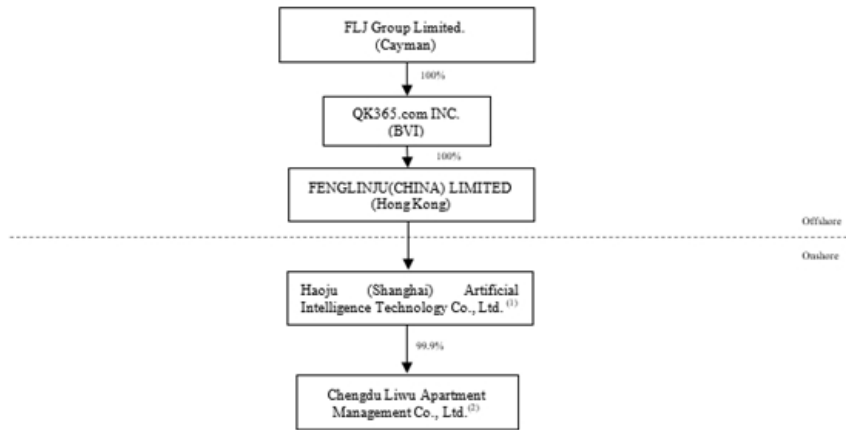 FLJ Group Limited.
(Cayman)
100%
QK365.com INC.
(BVI)
100%
FENGLINJU(CHINA) LIMITED
(Hong Kong)
Offshore
Onshore
Haoju (Shanghai) Artificial
Intelligence Technology Co., Ltd. (1)
99.9%
Chengdu Liwu Apartment
Management Co., Ltd.(2)